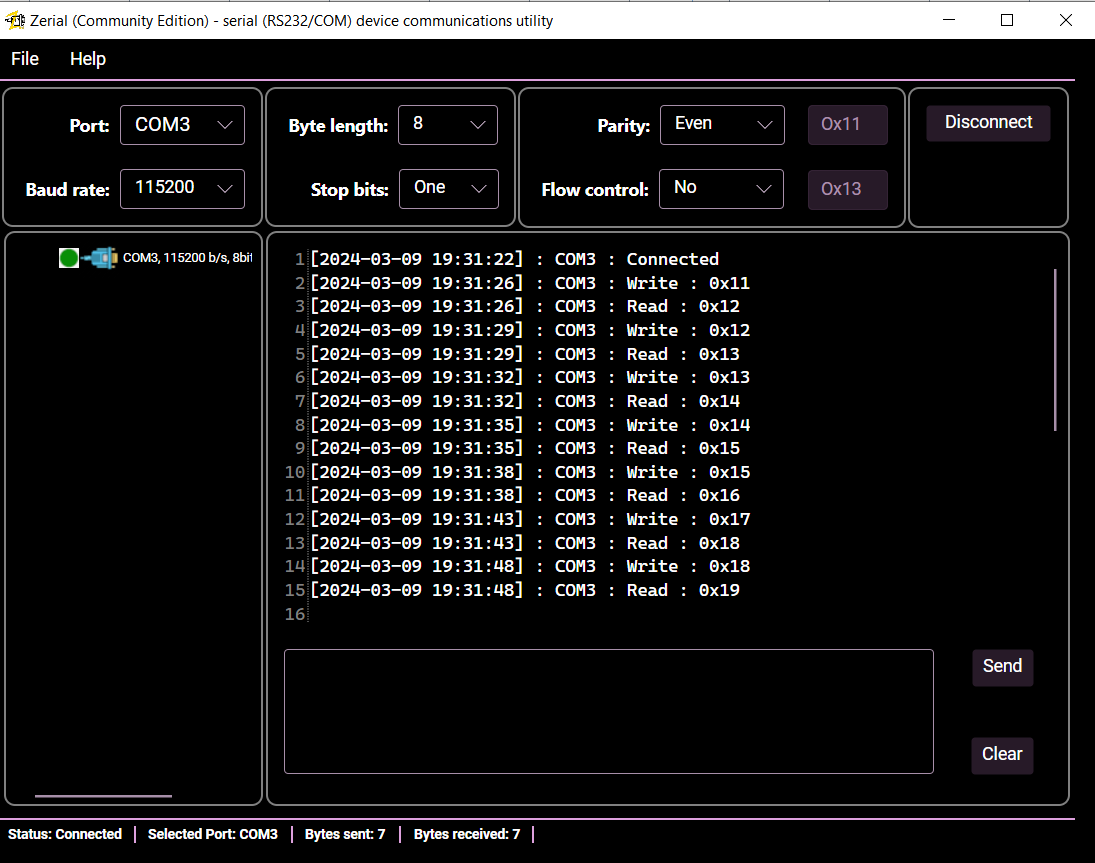 Zerial (Community Edition) - serial (RS232/COM) device communications utility
File Help
Port: COM3 Byte length: 8 Parity: Even 0x11 Disconnect
Baud rate: 115200 Stop bits: One Flow control: No 0x13
COM3, 115200 b/s, 8bit
1 [2024-03-09 19:31:22] : COM3 : Connected
2 [2024-03-09 19:31:26] : COM3 : Write : 0x11
3 [2024-03-09 19:31:26] : COM3 : Read : 0x12
4 [2024-03-09 19:31:29] : COM3 : Write : 0x12
5 [2024-03-09 19:31:29] : COM3 : Read : 0x13
6 [2024-03-09 19:31:32] : COM3 : Write : 0x13
7 [2024-03-09 19:31:32] : COM3 : Read : 0x14
8 [2024-03-09 19:31:35] : COM3 : Write : 0x14
9 [2024-03-09 19:31:35] : COM3 : Read : 0x15
10 [2024-03-09 19:31:38] : COM3 : Write : 0x15
11 [2024-03-09 19:31:38] : COM3 : Read : 0x16
12 [2024-03-09 19:31:43] : COM3 : Write : 0x17
13 [2024-03-09 19:31:43] : COM3 : Read : 0x18
14 [2024-03-09 19:31:48] : COM3 : Write : 0x18
15 [2024-03-09 19:31:48] : COM3 : Read : 0x19
16
Send
Clear
Status: Connected | Selected Port: COM3 | Bytes sent: 7 | Bytes received: 7 |